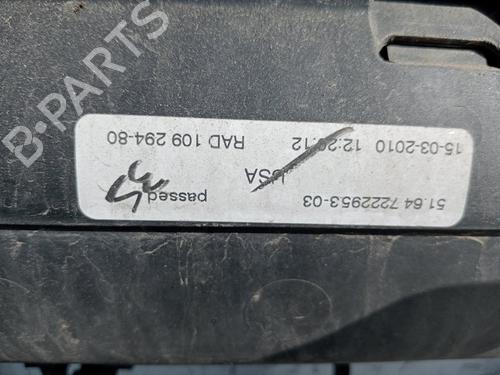 51.64 7222953-03
passed
USA
15-03-2010 12:20:12
RAD 109 294-80
B-PARTS